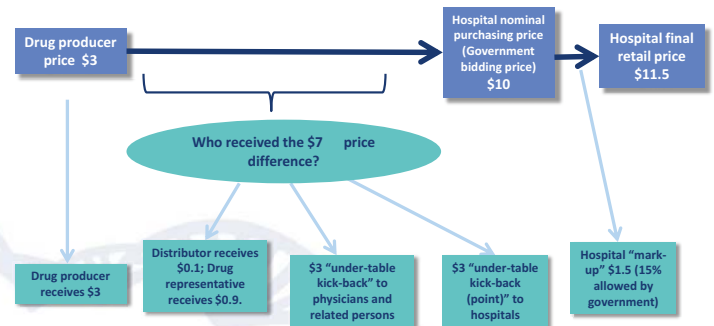 Drug producer
price $3
Hospital nominal
purchasing price
(Government
bidding price)
$10
Hospital final
retail price
$11.5
Who received the $7 price
difference?
Drug producer
receives $3
Distributor receives
$0.1; Drug
representative
receives $0.9.
$3 “under-table
kick-back” to
physicians and
related persons
$3 “under-table
kick-back
(point)” to
hospitals
Hospital “mark-
up” $1.5 (15%
allowed by
government)